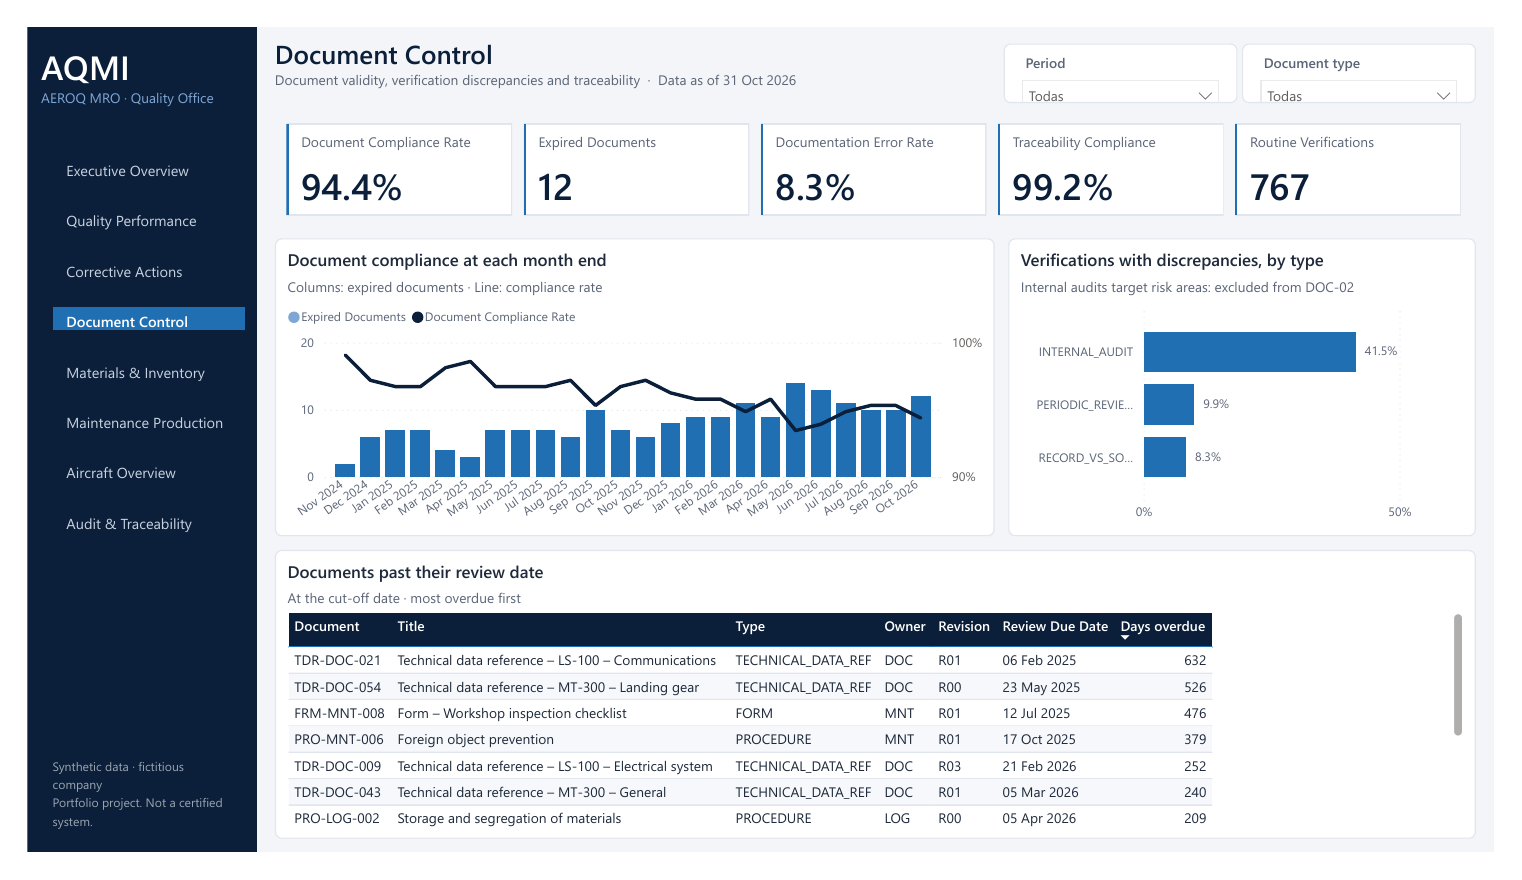 AQMI
AEROQ MRO · Quality Office
Executive Overview
Quality Performance
Corrective Actions
Document Control
Materials & Inventory
Maintenance Production
Aircraft Overview
Audit & Traceability
Synthetic data · fictitious
company
Portfolio project. Not a certified
system.
Document Control
Document validity, verification discrepancies and traceability · Data as of 31 Oct 2026
Period
Todas
Document type
Todas
Document Compliance Rate
94.4%
Expired Documents
12
Documentation Error Rate
8.3%
Traceability Compliance
99.2%
Routine Verifications
767
Document compliance at each month end
Columns: expired documents · Line: compliance rate
Expired Documents Document Compliance Rate
20
10
0
100%
90%
Nov 2024
Dec 2024
Jan 2025
Feb 2025
Mar 2025
Apr 2025
May 2025
Jun 2025
Jul 2025
Aug 2025
Sep 2025
Oct 2025
Nov 2025
Dec 2025
Jan 2026
Feb 2026
Mar 2026
Apr 2026
May 2026
Jun 2026
Jul 2026
Aug 2026
Sep 2026
Oct 2026
Verifications with discrepancies, by type
Internal audits target risk areas: excluded from DOC-02
INTERNAL_AUDIT 41.5%
PERIODIC_REVIE... 9.9%
RECORD_VS_SO... 8.3%
0% 50%
Documents past their review date
At the cut-off date · most overdue first
Document Title Type Owner Revision Review Due Date Days overdue
TDR-DOC-021 Technical data reference – LS-100 – Communications TECHNICAL_DATA_REF DOC R01 06 Feb 2025 632
TDR-DOC-054 Technical data reference – MT-300 – Landing gear TECHNICAL_DATA_REF DOC R00 23 May 2025 526
FRM-MNT-008 Form – Workshop inspection checklist FORM MNT R01 12 Jul 2025 476
PRO-MNT-006 Foreign object prevention PROCEDURE MNT R01 17 Oct 2025 379
TDR-DOC-009 Technical data reference – LS-100 – Electrical system TECHNICAL_DATA_REF DOC R03 21 Feb 2026 252
TDR-DOC-043 Technical data reference – MT-300 – General TECHNICAL_DATA_REF DOC R01 05 Mar 2026 240
PRO-LOG-002 Storage and segregation of materials PROCEDURE LOG R00 05 Apr 2026 209